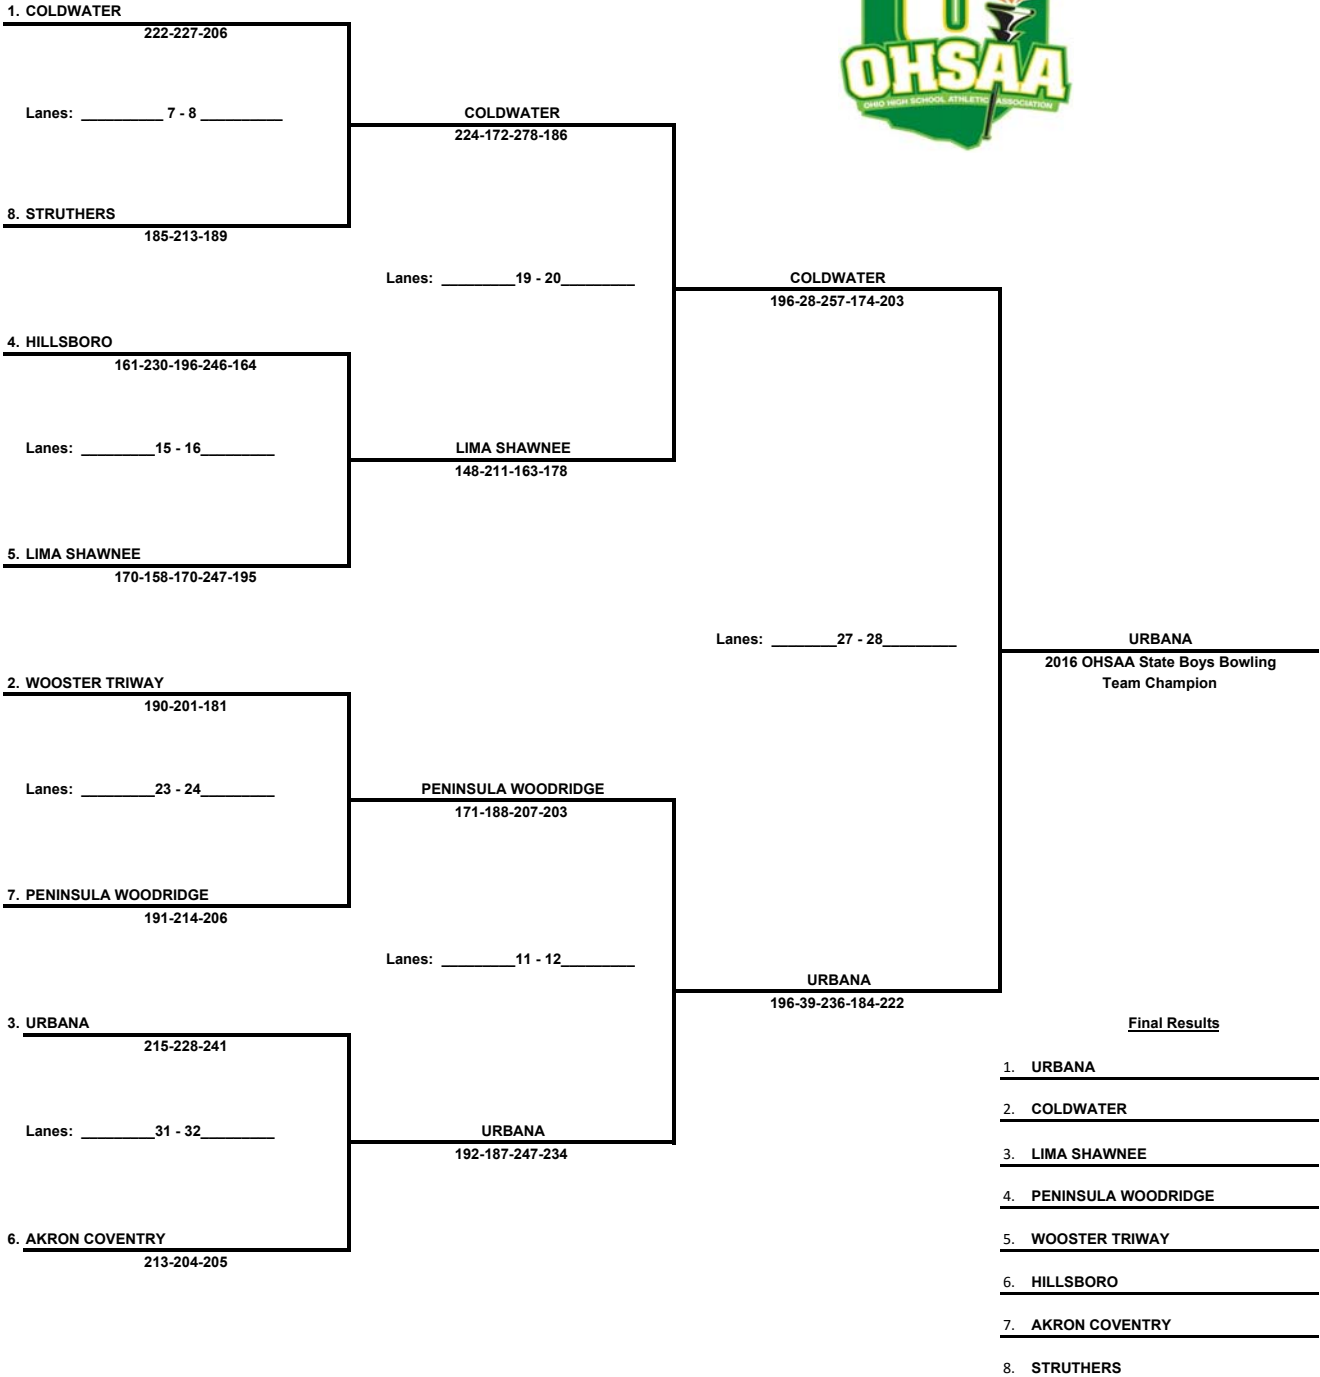 1. COLDWATER
222-227-206
Lanes: __________ 7 - 8 __________
8. STRUTHERS
185-213-189
4. HILLSBORO
161-230-196-246-164
Lanes: _________15 - 16_________
5. LIMA SHAWNEE
170-158-170-247-195
2. WOOSTER TRIWAY
190-201-181
Lanes: _________23 - 24_________
7. PENINSULA WOODRIDGE
191-214-206
3. URBANA
215-228-241
Lanes: _________31 - 32_________
6. AKRON COVENTRY
213-204-205
COLDWATER
224-172-278-186
Lanes: _________19 - 20_________
LIMA SHAWNEE
148-211-163-178
PENINSULA WOODRIDGE
171-188-207-203
Lanes: _________11 - 12_________
URBANA
192-187-247-234
OHSAA
OHIO HIGH SCHOOL ATHLETIC ASSOCIATION
COLDWATER
196-28-257-174-203
Lanes: ________27 - 28_________
URBANA
196-39-236-184-222
URBANA
2016 OHSAA State Boys Bowling
Team Champion
Final Results
1. URBANA
2. COLDWATER
3. LIMA SHAWNEE
4. PENINSULA WOODRIDGE
5. WOOSTER TRIWAY
6. HILLSBORO
7. AKRON COVENTRY
8. STRUTHERS